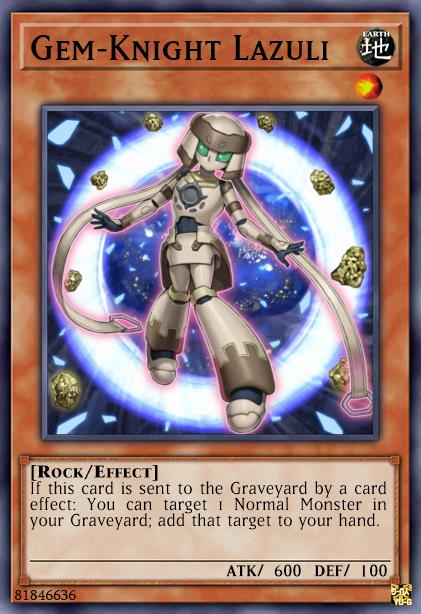 GEM-KNIGHT LAZULI
EARTH
地
[ROCK/EFFECT]
If this card is sent to the Graveyard by a card
effect: You can target 1 Normal Monster in
your Graveyard; add that target to your hand.
ATK/ 600 DEF/ 100
81846636